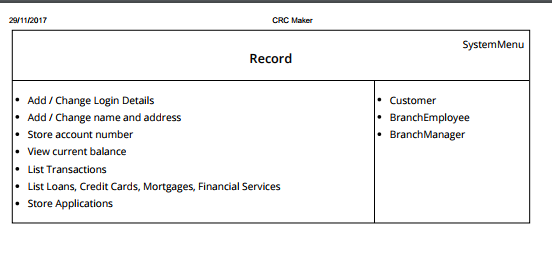 29/11/2017 CRC Maker
SystemMenu
Record
• Add / Change Login Details
• Add / Change name and address
• Store account number
• View current balance
• List Transactions
• List Loans, Credit Cards, Mortgages, Financial Services
• Store Applications
• Customer
• BranchEmployee
• BranchManager